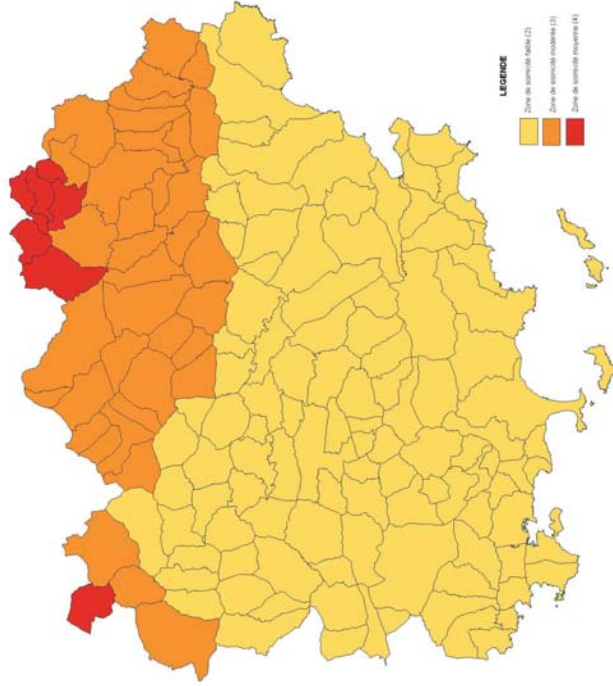 LEGENDE
Zone de sismicité faible (2)
Zone de sismicité modérée (3)
Zone de sismicité moyenne (4)